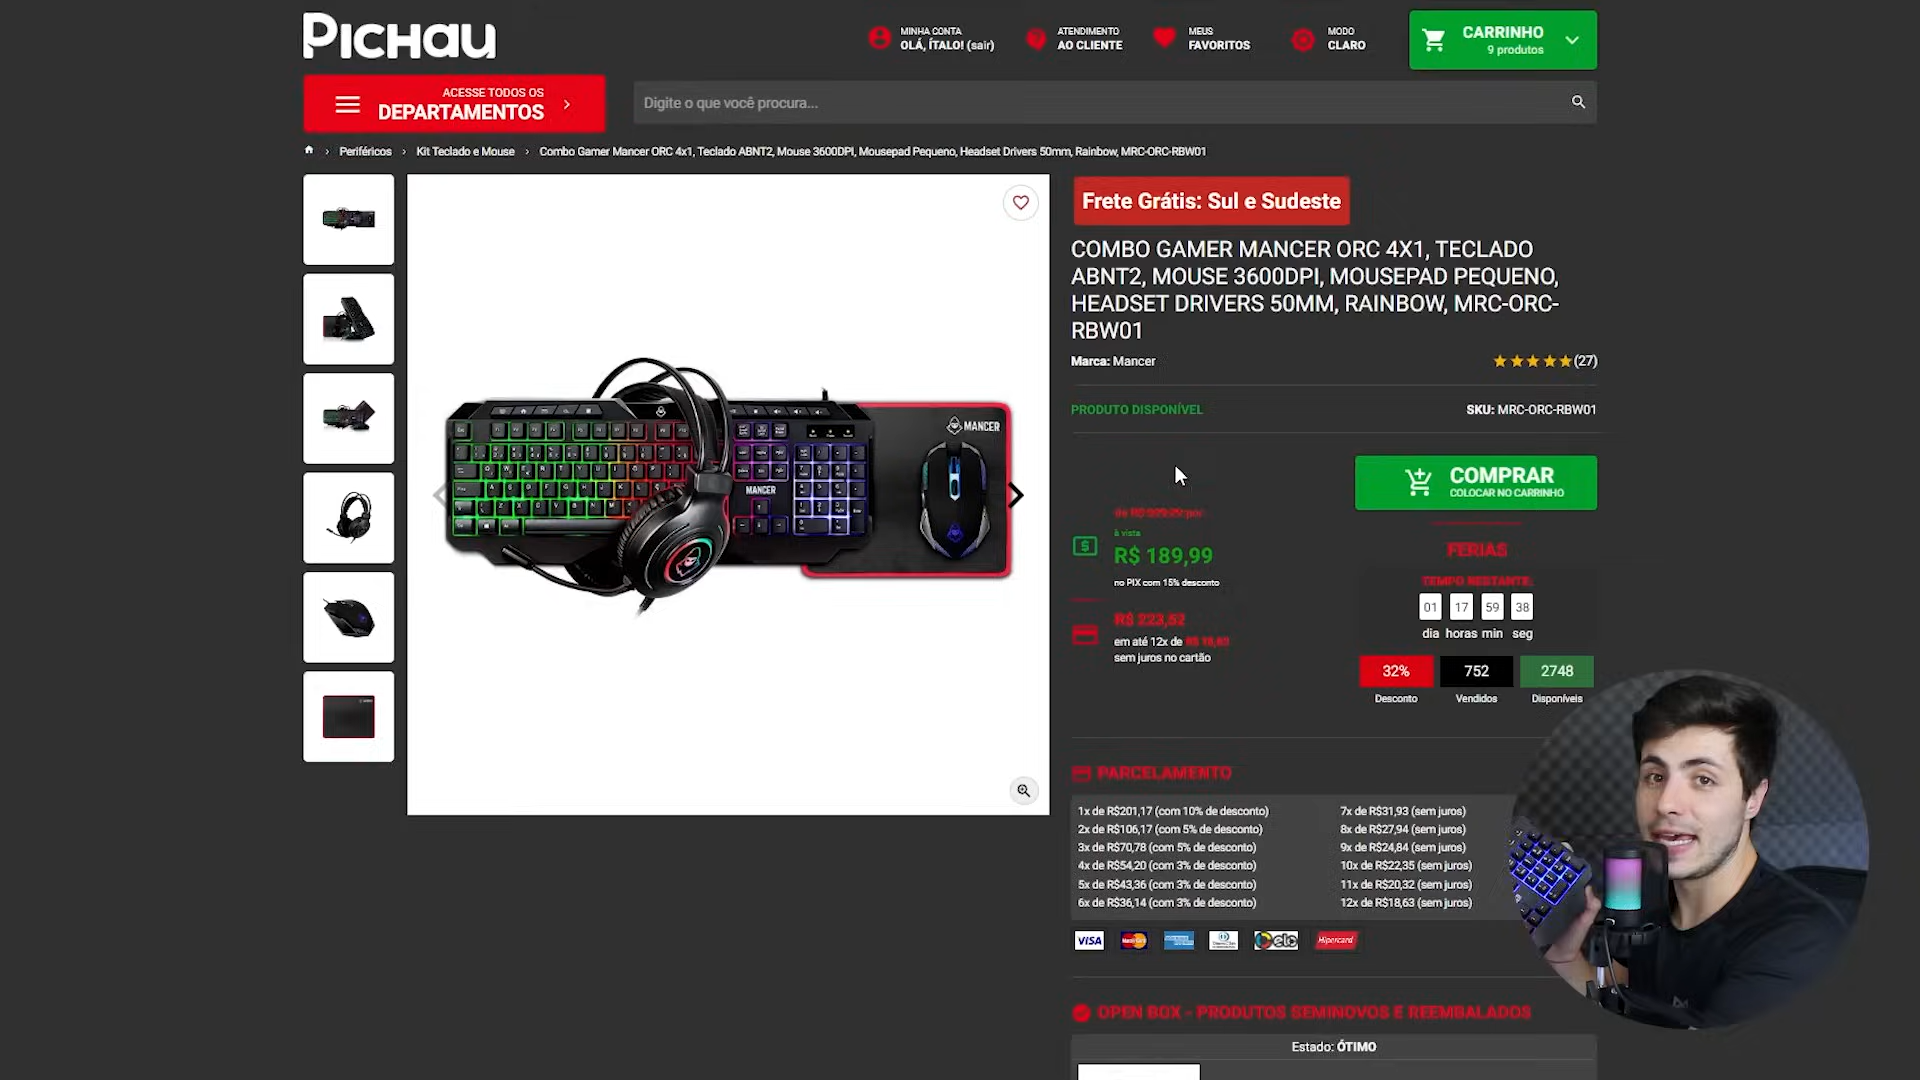 PICHAU
MINHA CONTA
OLÁ, ÍTALO! (sair)
ATENDIMENTO
AO CLIENTE
MEUS
FAVORITOS
MODO
CLARO
CARRINHO
9 produtos
ACESSE TODOS OS
DEPARTAMENTOS
Digite o que você procura...
Periféricos › Kit Teclado e Mouse › Combo Gamer Mancer ORC 4x1, Teclado ABNT2, Mouse 3600DPI, Mousepad Pequeno, Headset Drivers 50mm, Rainbow, MRC-ORC-RBW01
MANCER
MANCER
Frete Grátis: Sul e Sudeste
COMBO GAMER MANCER ORC 4X1, TECLADO
ABNT2, MOUSE 3600DPI, MOUSEPAD PEQUENO,
HEADSET DRIVERS 50MM, RAINBOW, MRC-ORC-
RBW01
Marca: Mancer
(27)
PRODUTO DISPONÍVEL
SKU: MRC-ORC-RBW01
COMPRAR
COLOCAR NO CARRINHO
à vista
R$ 189,99
no PIX com 15% desconto
R$ 223,52
em até 12x de R$ 18,63
sem juros no cartão
FERIAS
TEMPO RESTANTE:
01 17 59 38
dia horas min seg
32% 752 2748
Desconto Vendidos Disponíveis
PARCELAMENTO
1x de R$201,17 (com 10% de desconto)
2x de R$106,17 (com 5% de desconto)
3x de R$70,78 (com 5% de desconto)
4x de R$54,20 (com 3% de desconto)
5x de R$43,36 (com 3% de desconto)
6x de R$36,14 (com 3% de desconto)
7x de R$31,93 (sem juros)
8x de R$27,94 (sem juros)
9x de R$24,84 (sem juros)
10x de R$22,35 (sem juros)
11x de R$20,32 (sem juros)
12x de R$18,63 (sem juros)
VISA
elo
Hipercard
OPEN BOX - PRODUTOS SEMINOVOS E REEMBALADOS
Estado: ÓTIMO